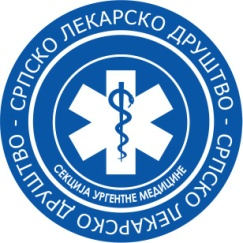 СРПСКО ЛЕКАРСКО ДРУШТВО - СРПСКО ЛЕКАРСКО ДРУШТВО -
СЕКЦИЈА УРГЕНТНЕ МЕДИЦИНЕ